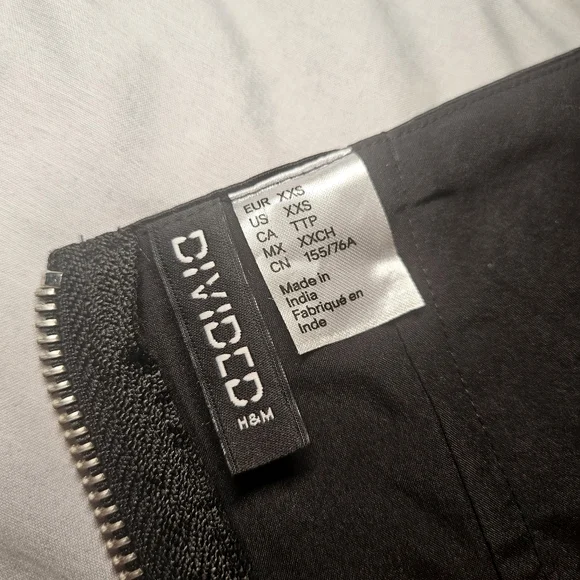 DIVIDED
H&M
EUR XXS
US XXS
CA TTP
MX XXCH
CN 155/76A
Made in
India
Fabriqué en
Inde